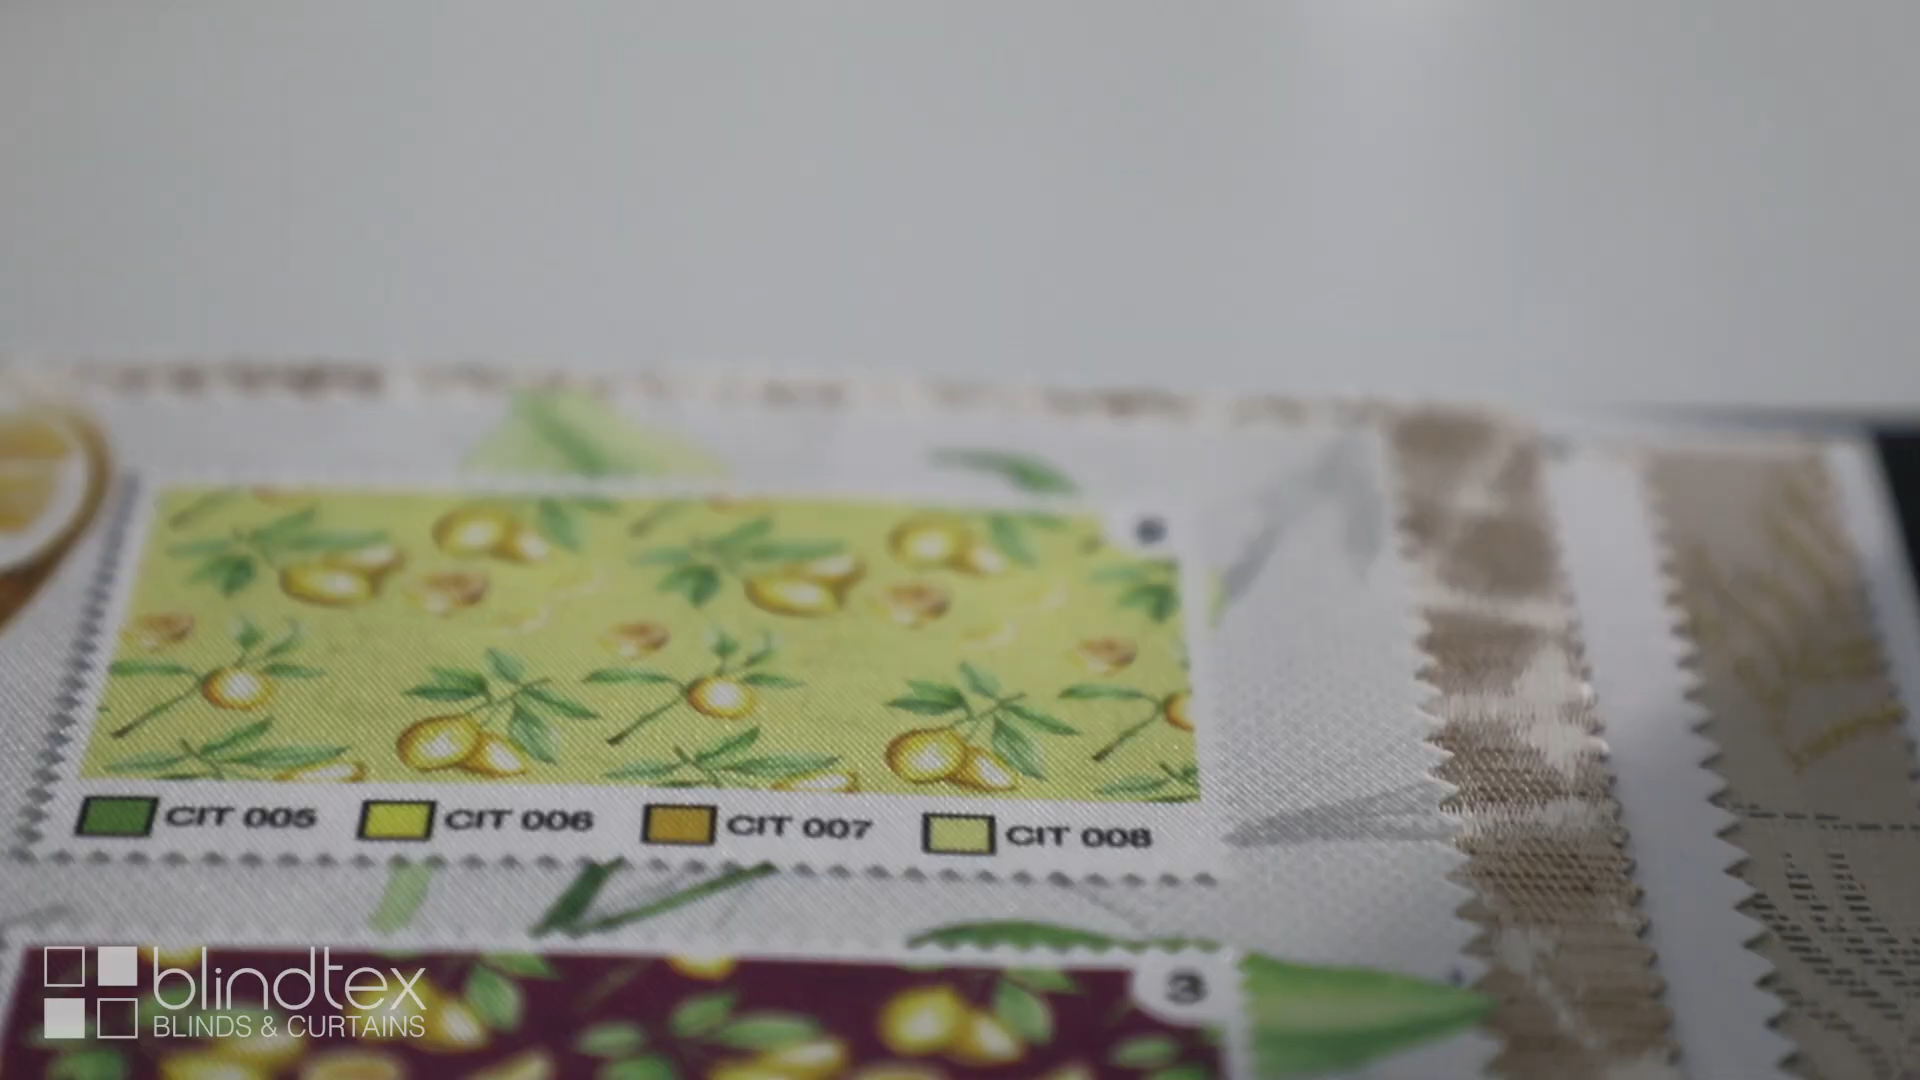 CIT 005 CIT 006 CIT 007 CIT 008
3
blindtex
BLINDS & CURTAINS